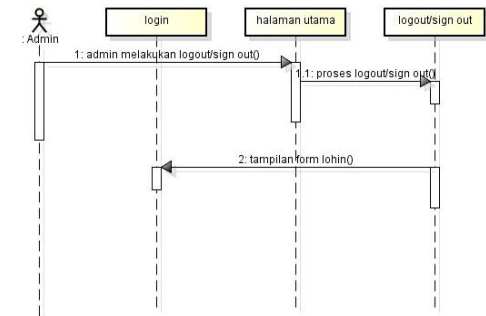 login
halaman utama
logout/sign out
: Admin
1: admin melakukan logout/sign out()
1.1: proses logout/sign out()
2: tampilan form lohin()